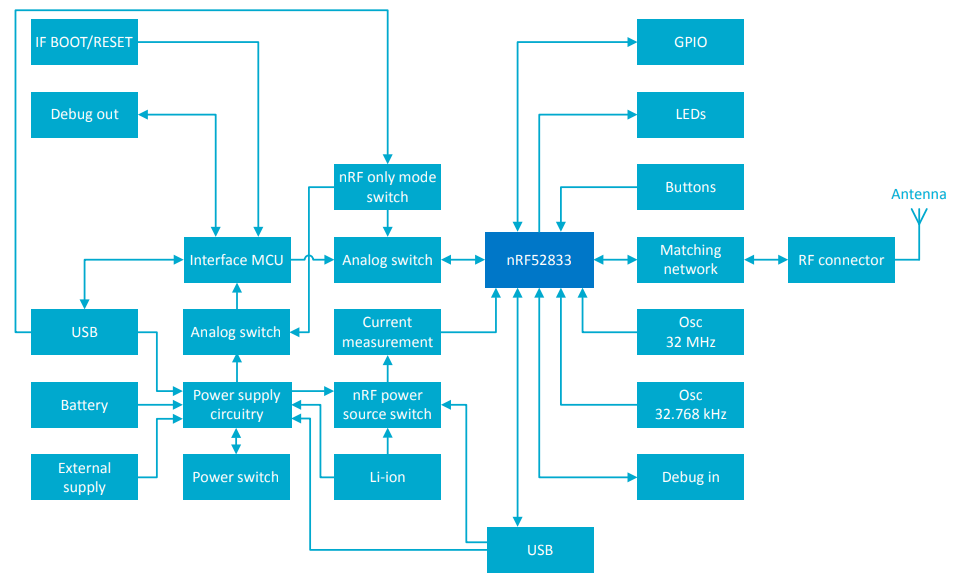 IF BOOT/RESET
GPIO
Debug out
LEDs
nRF only mode
switch
Buttons
Antenna
Interface MCU
Analog switch
nRF52833
Matching
network
RF connector
USB
Analog switch
Current
measurement
Osc
32 MHz
Battery
Power supply
circuitry
nRF power
source switch
Osc
32.768 kHz
External
supply
Power switch
Li-ion
Debug in
USB